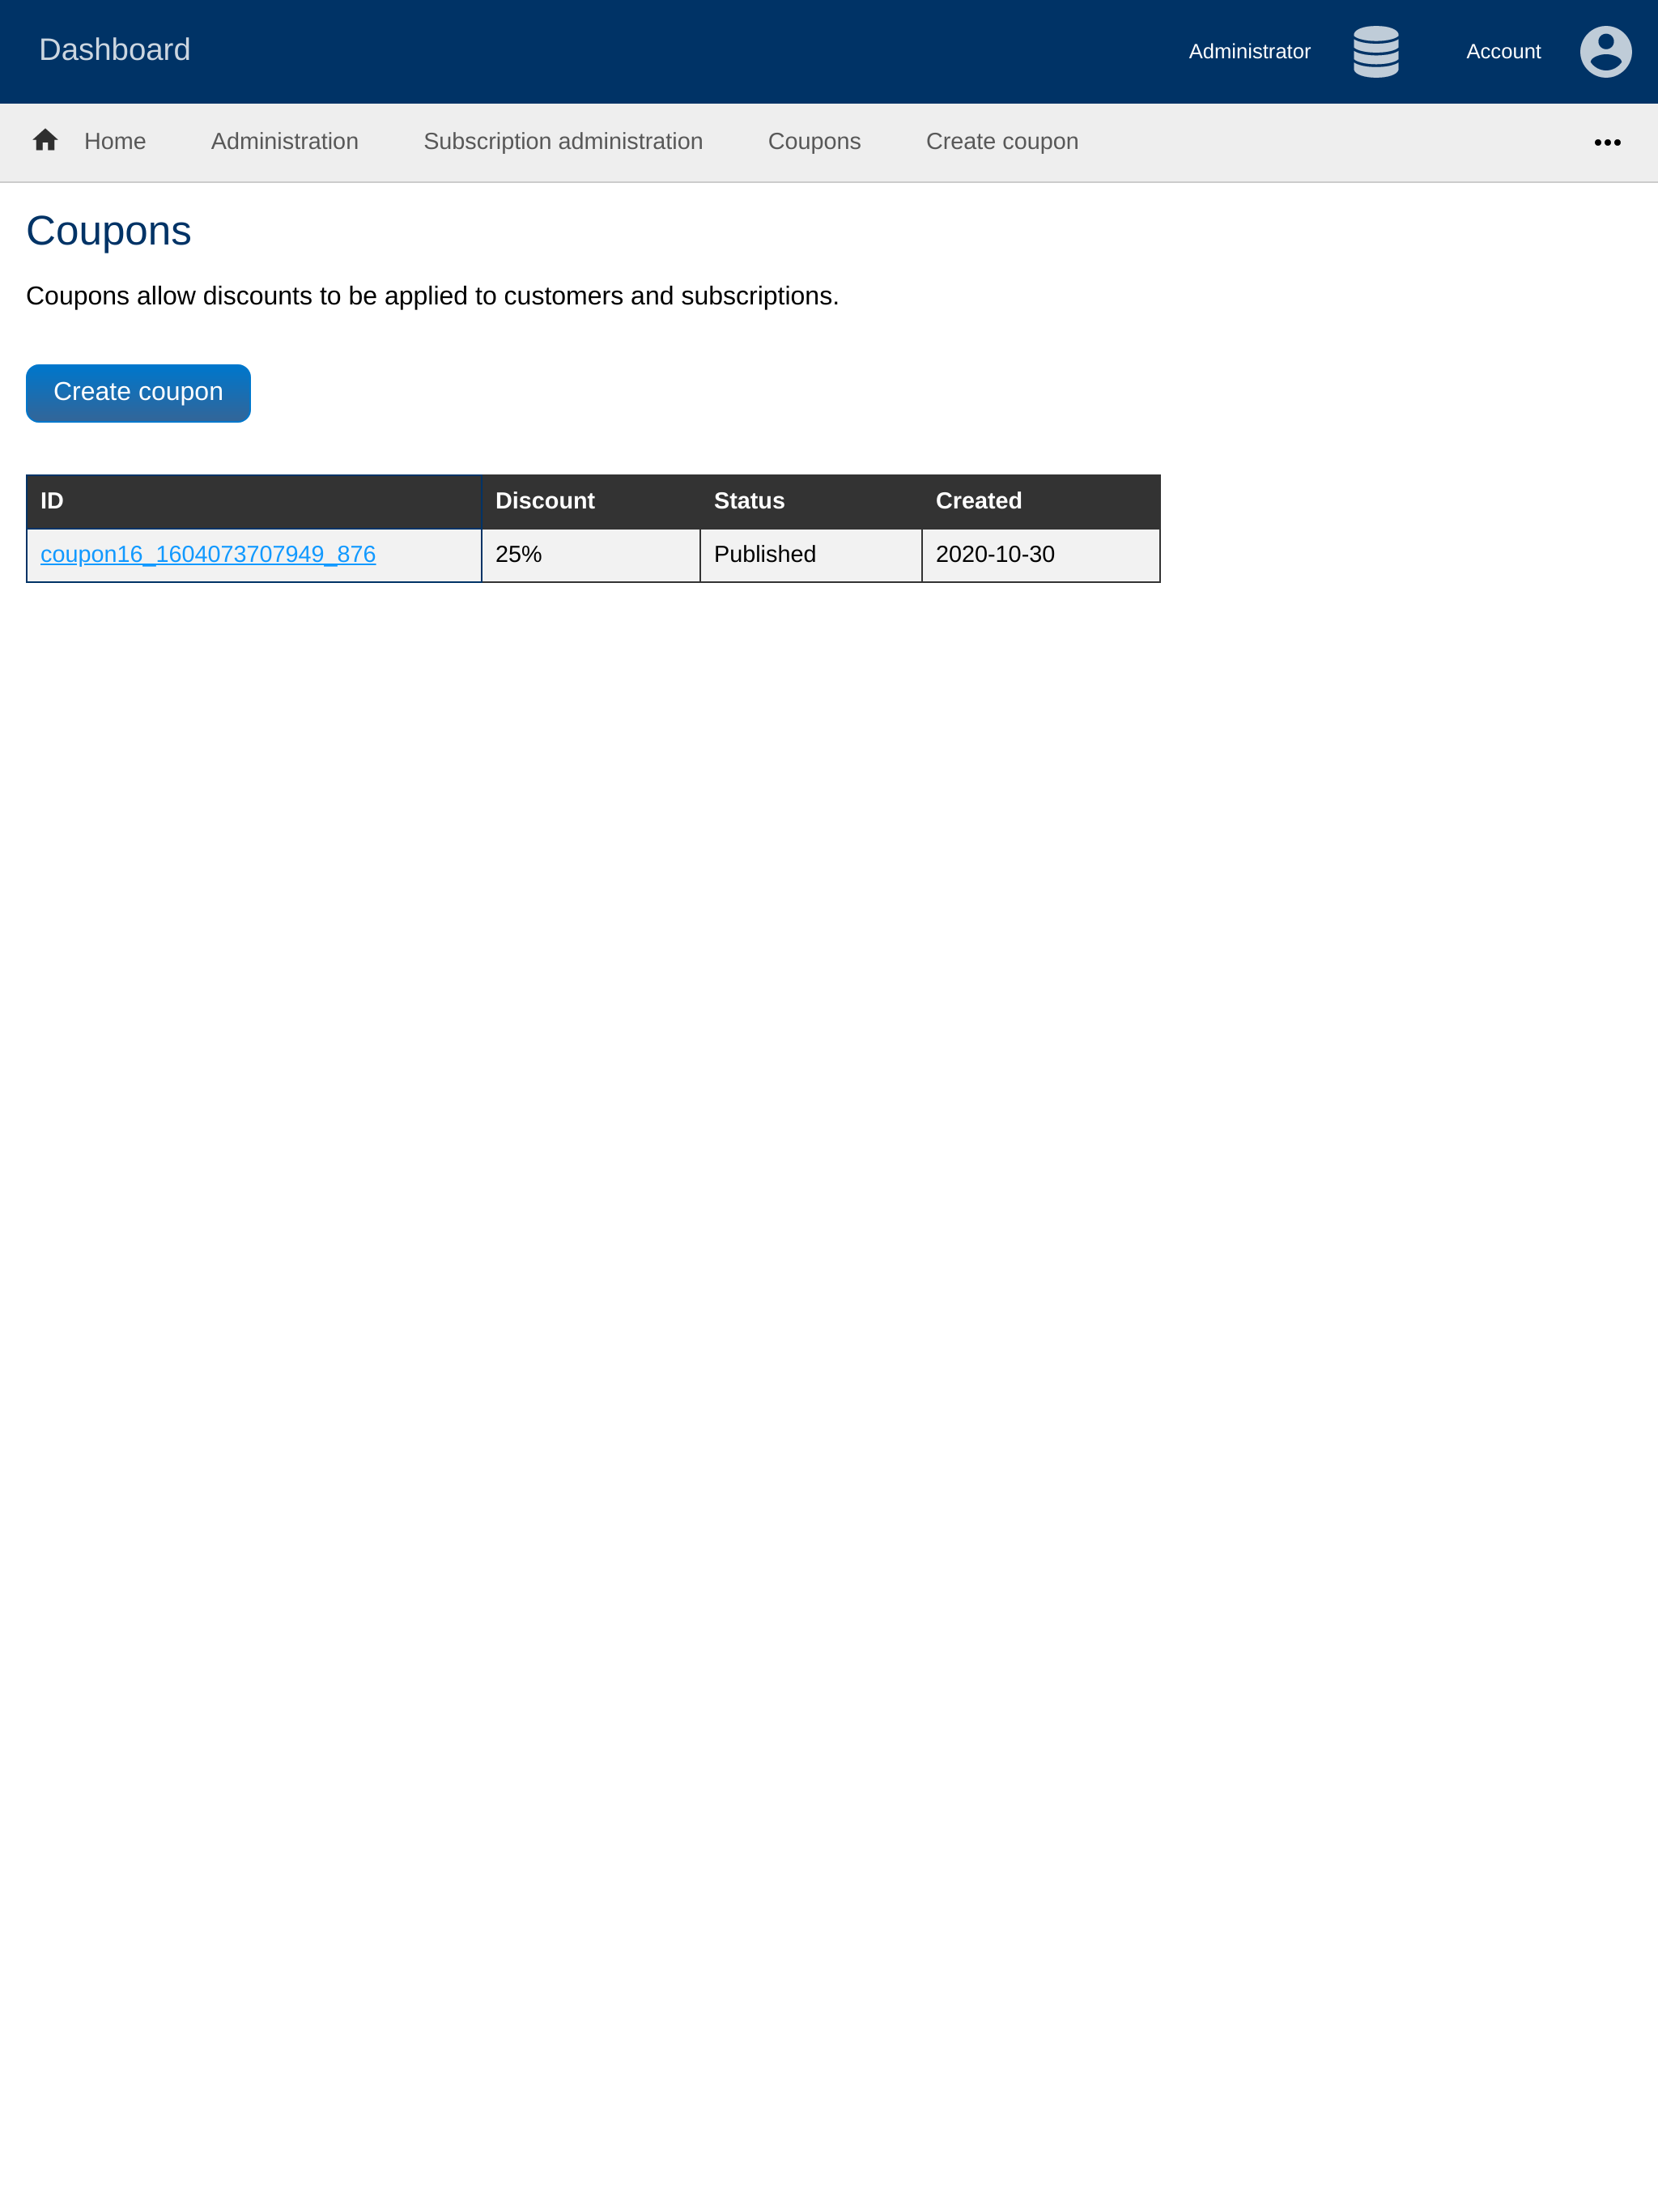 Dashboard Administrator Account
Home Administration Subscription administration Coupons Create coupon
Coupons
Coupons allow discounts to be applied to customers and subscriptions.
Create coupon
ID Discount Status Created
coupon16_1604073707949_876 25% Published 2020-10-30